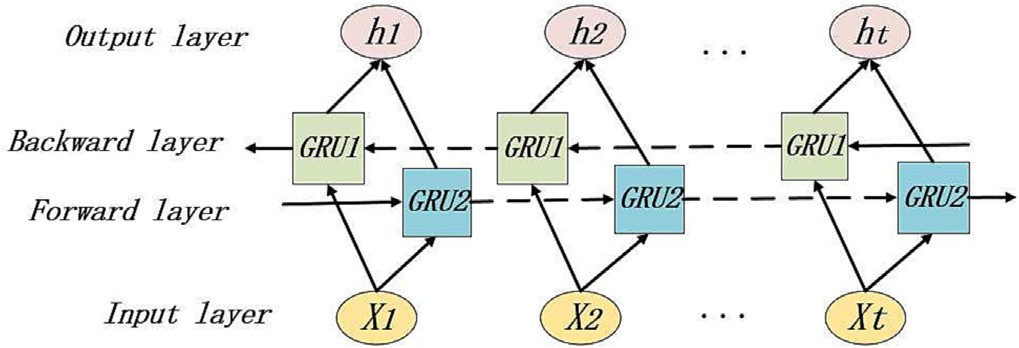 Output layer h1 h2 ... ht
Backward layer GRU1 GRU1 GRU1
Forward layer GRU2 GRU2 GRU2
Input layer X1 X2 ... Xt